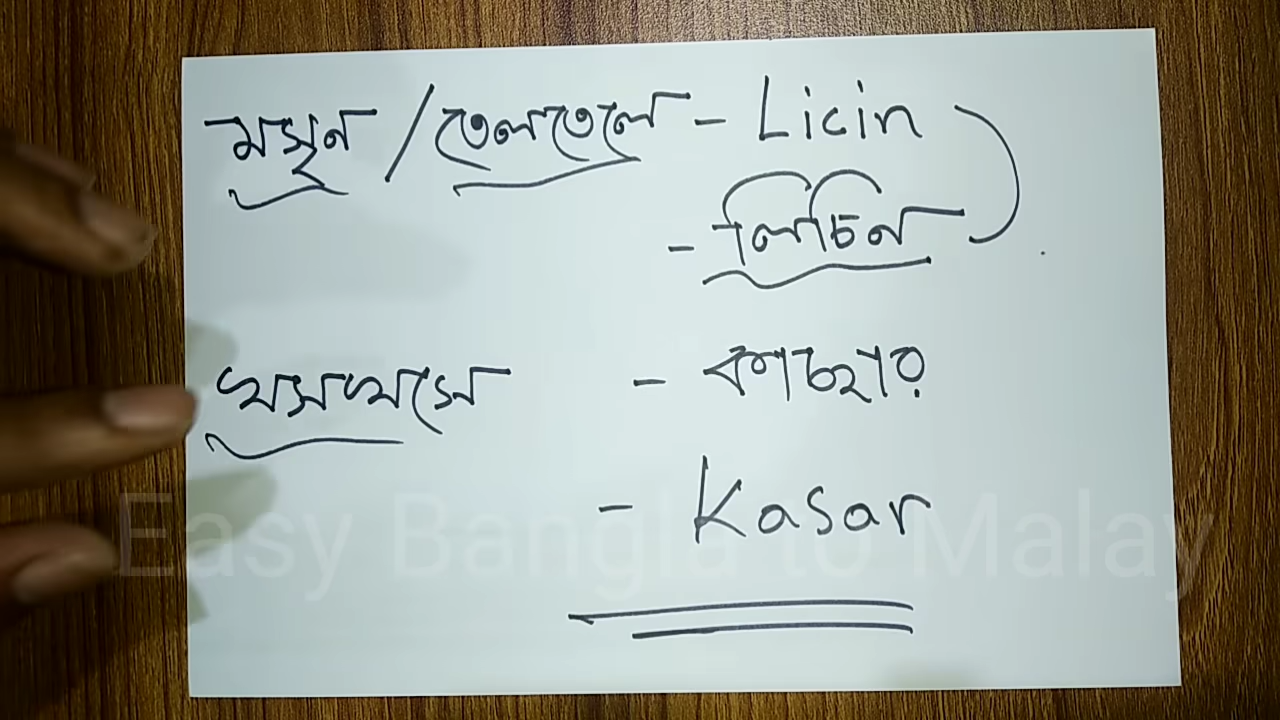 মসৃন / তেলতেলে - Licin
- লিচিন
খসখসে - কাছার
- Kasar
Easy Bangla to Malay